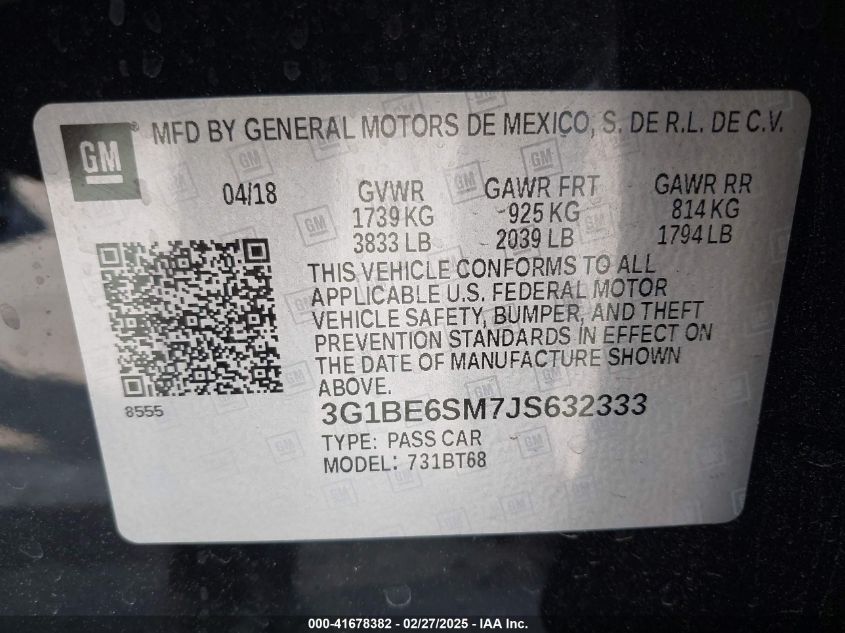 GM ® MFD BY GENERAL MOTORS DE MEXICO, S. DE R.L. DE C.V.
04/18 GVWR GAWR FRT GAWR RR
1739 KG 925 KG 814 KG
3833 LB 2039 LB 1794 LB
THIS VEHICLE CONFORMS TO ALL
APPLICABLE U.S. FEDERAL MOTOR
VEHICLE SAFETY, BUMPER, AND THEFT
PREVENTION STANDARDS IN EFFECT ON
THE DATE OF MANUFACTURE SHOWN
ABOVE.
8555
3G1BE6SM7JS632333
TYPE: PASS CAR
MODEL: 731BT68
000-41678382 - 02/27/2025 - IAA Inc.